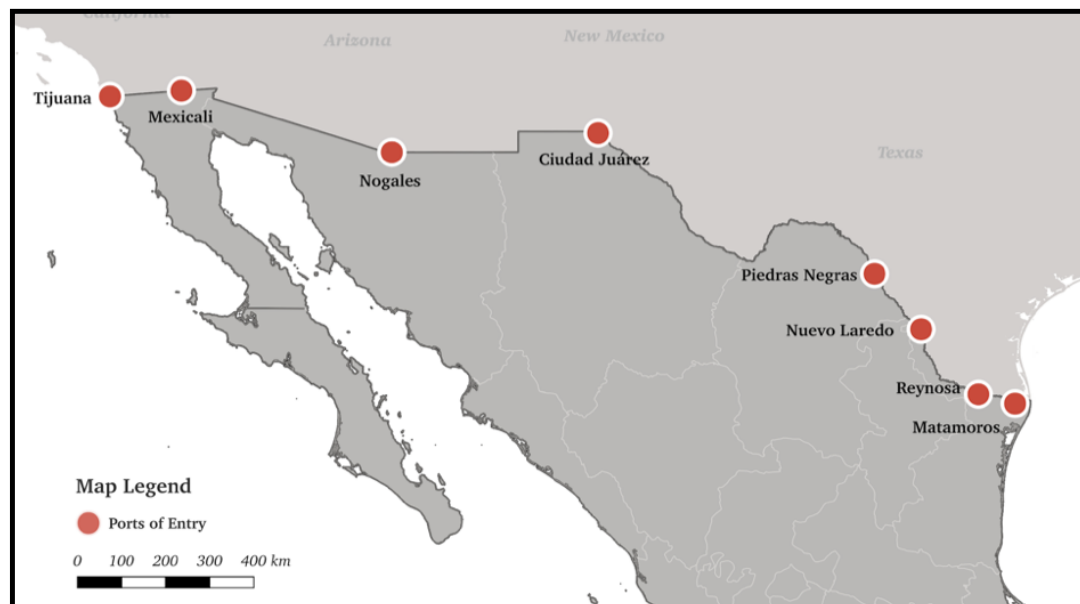 California
Arizona
New Mexico
Tijuana
Mexicali
Ciudad Juárez
Texas
Nogales
Piedras Negras
Nuevo Laredo
Reynosa
Matamoros
Map Legend
Ports of Entry
0 100 200 300 400 km